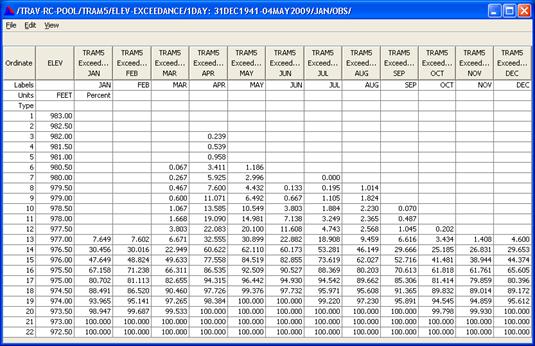 /TRAV-RC-POOL/TRAM5/ELEV-EXCEEDANCE/1DAY: 31DEC1941-04MAY2009/JAN/OBS/
File Edit View
Ordinate ELEV TRAM5 TRAM5 TRAM5 TRAM5 TRAM5 TRAM5 TRAM5 TRAM5 TRAM5 TRAM5 TRAM5 TRAM5
Exceed... Exceed... Exceed... Exceed... Exceed... Exceed... Exceed... Exceed... Exceed... Exceed... Exceed... Exceed...
JAN FEB MAR APR MAY JUN JUL AUG SEP OCT NOV DEC
Labels JAN FEB MAR APR MAY JUN JUL AUG SEP OCT NOV DEC
Units FEET Percent
Type
1 983.00
2 982.50
3 982.00 0.239
4 981.50 0.539
5 981.00 0.958
6 980.50 0.067 3.411 1.186
7 980.00 0.267 5.925 2.996 0.000
8 979.50 0.467 7.600 4.432 0.133 0.195 1.014
9 979.00 0.600 11.071 6.492 0.667 1.105 1.824
10 978.50 1.067 13.585 10.549 3.803 1.884 2.230 0.070
11 978.00 1.668 19.090 14.981 7.138 3.249 2.365 0.487
12 977.50 3.803 22.083 20.100 11.608 4.743 2.568 1.045 0.202
13 977.00 7.649 7.602 6.671 32.555 30.899 22.882 18.908 9.459 6.616 3.434 1.408 4.600
14 976.50 30.456 30.016 22.949 60.622 62.110 60.173 53.281 46.149 29.666 25.185 26.831 29.653
15 976.00 47.649 48.824 49.633 77.558 84.519 82.855 73.619 62.027 52.716 41.481 38.944 44.374
16 975.50 67.158 71.238 66.311 86.535 92.509 90.527 88.369 80.203 70.613 61.818 61.761 65.605
17 975.00 80.702 81.113 82.655 94.315 96.442 94.930 94.542 89.662 85.306 81.414 79.859 80.396
18 974.50 88.491 86.520 90.460 97.726 99.376 97.732 95.971 95.608 91.365 89.832 89.014 89.172
19 974.00 93.965 95.141 97.265 98.384 100.000 100.000 99.220 97.230 95.891 94.545 94.859 95.612
20 973.50 98.947 99.687 99.533 100.000 100.000 100.000 100.000 100.000 100.000 99.798 99.930 100.000
21 973.00 100.000 100.000 100.000 100.000 100.000 100.000 100.000 100.000 100.000 100.000 100.000 100.000
22 972.50 100.000 100.000 100.000 100.000 100.000 100.000 100.000 100.000 100.000 100.000 100.000 100.000